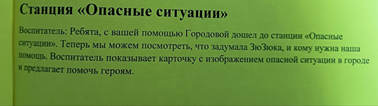 Станция «Опасные ситуации»
Воспитатель: Ребята, с вашей помощью Городовой дошел до станции «Опасные
ситуации». Теперь мы можем посмотреть, что задумала ЗюЗюка, и кому нужна наша
помощь. Воспитатель показывает карточку с изображением опасной ситуации в городе
и предлагает помочь героям.